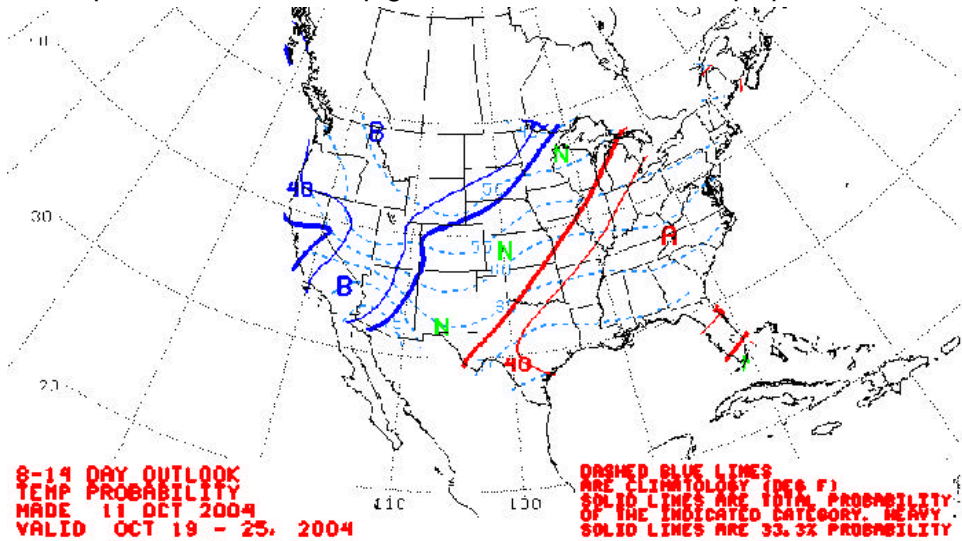 B
N
40
50
30
N
A
60
B
N
40
20
110
100
8-14 DAY OUTLOOK
TEMP PROBABILITY
MADE 11 OCT 2004
VALID OCT 19 - 25, 2004
DASHED BLUE LINES
ARE CLIMATOLOGY (DEG F)
SOLID LINES ARE TOTAL PROBABILITY
OF THE INDICATED CATEGORY. HEAVY
SOLID LINES ARE 33.3% PROBABILITY